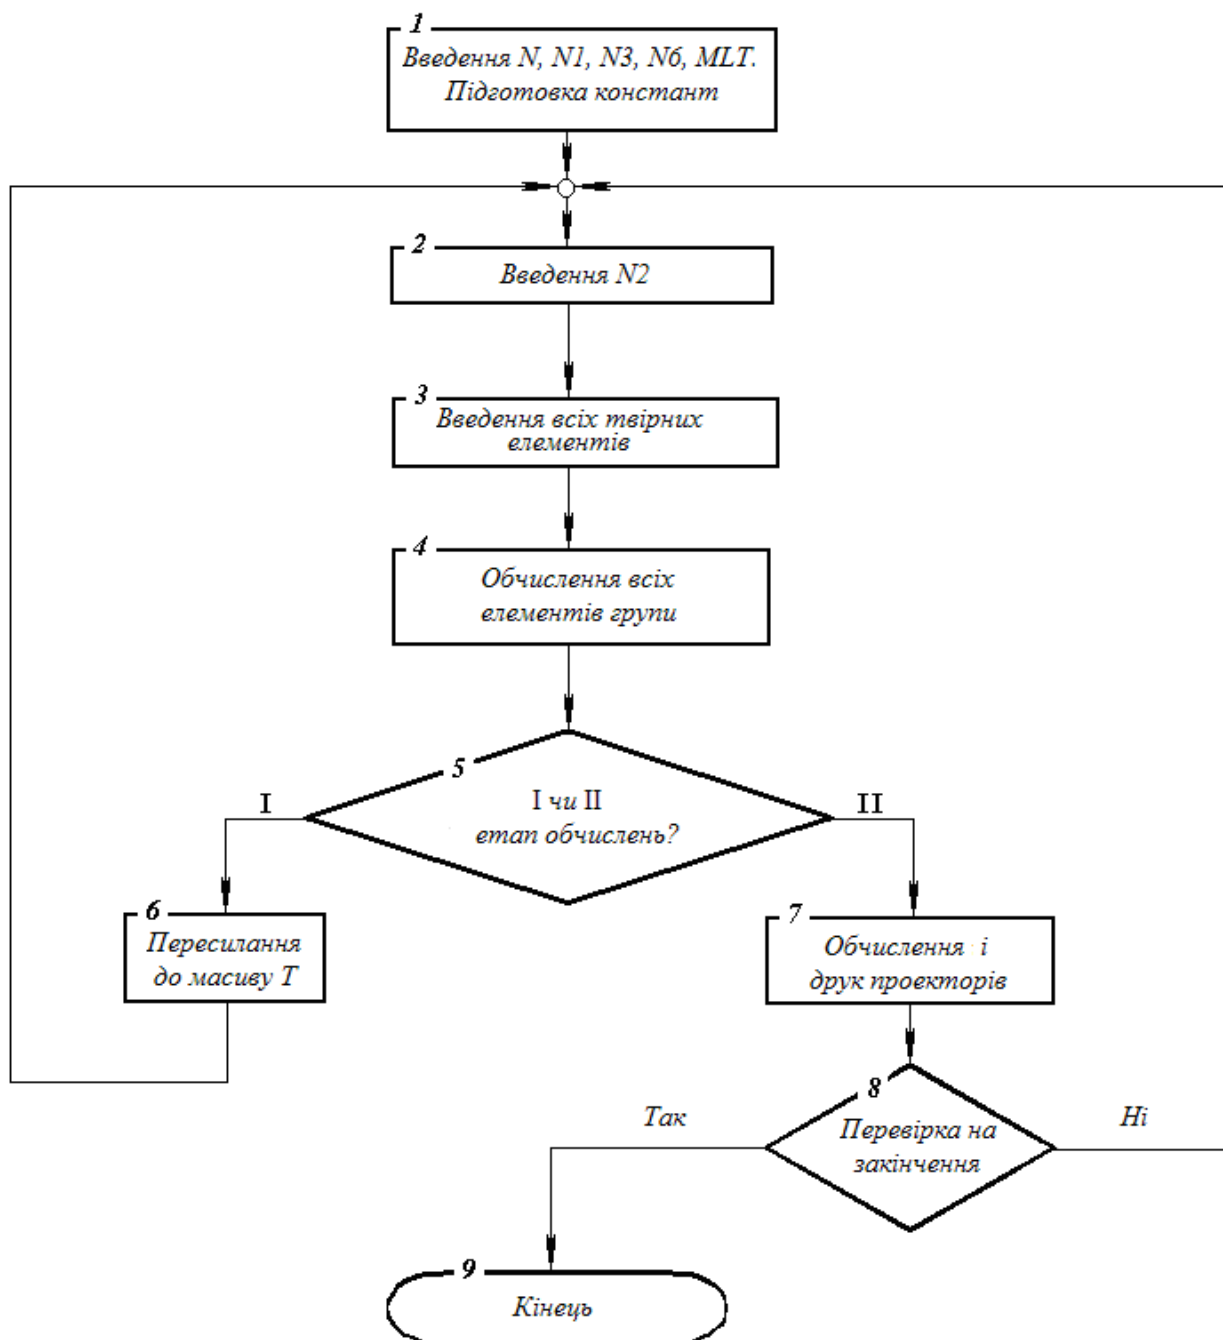 1
Введення N, N1, N3, N6, MLT.
Підготовка констант
2
Введення N2
3
Введення всіх твірних
елементів
4
Обчислення всіх
елементів групи
5
I чи II
етап обчислень?
I
II
6
Пересилання
до масиву T
7
Обчислення і
друк проекторів
8
Перевірка на
закінчення
Так
Ні
9
Кінець